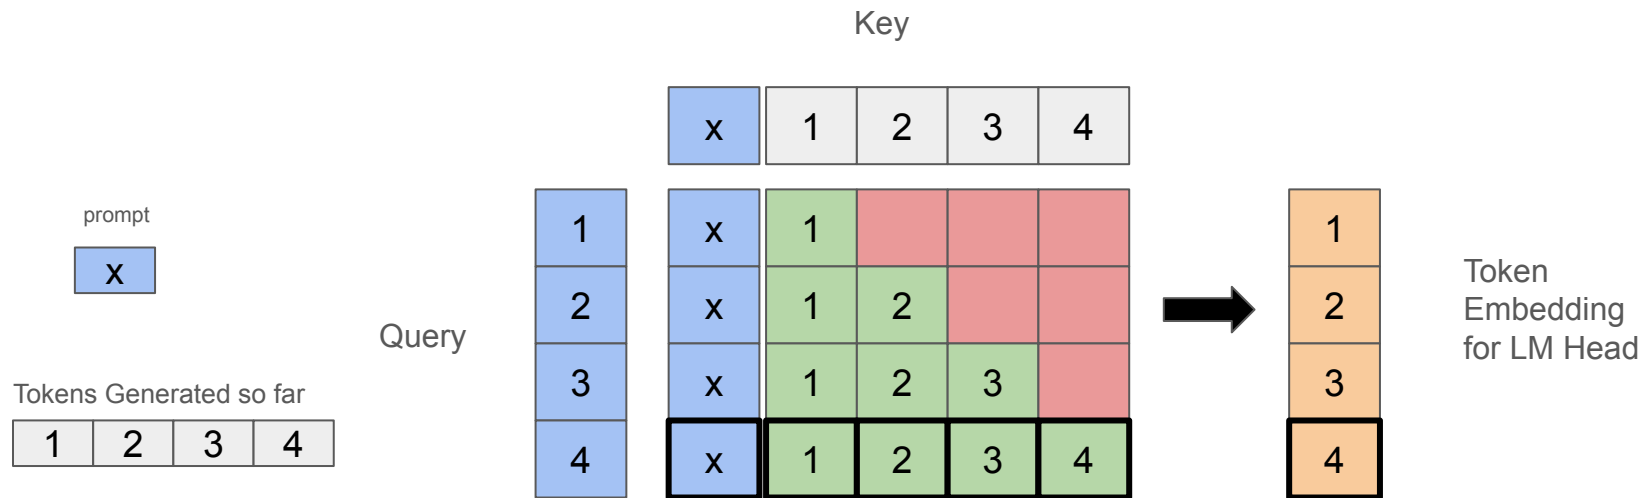 Key
x 1 2 3 4
prompt
x
Query
1 x 1 1
2 x 1 2 2
3 x 1 2 3 3
4 x 1 2 3 4 4
Token
Embedding
for LM Head
Tokens Generated so far
1 2 3 4